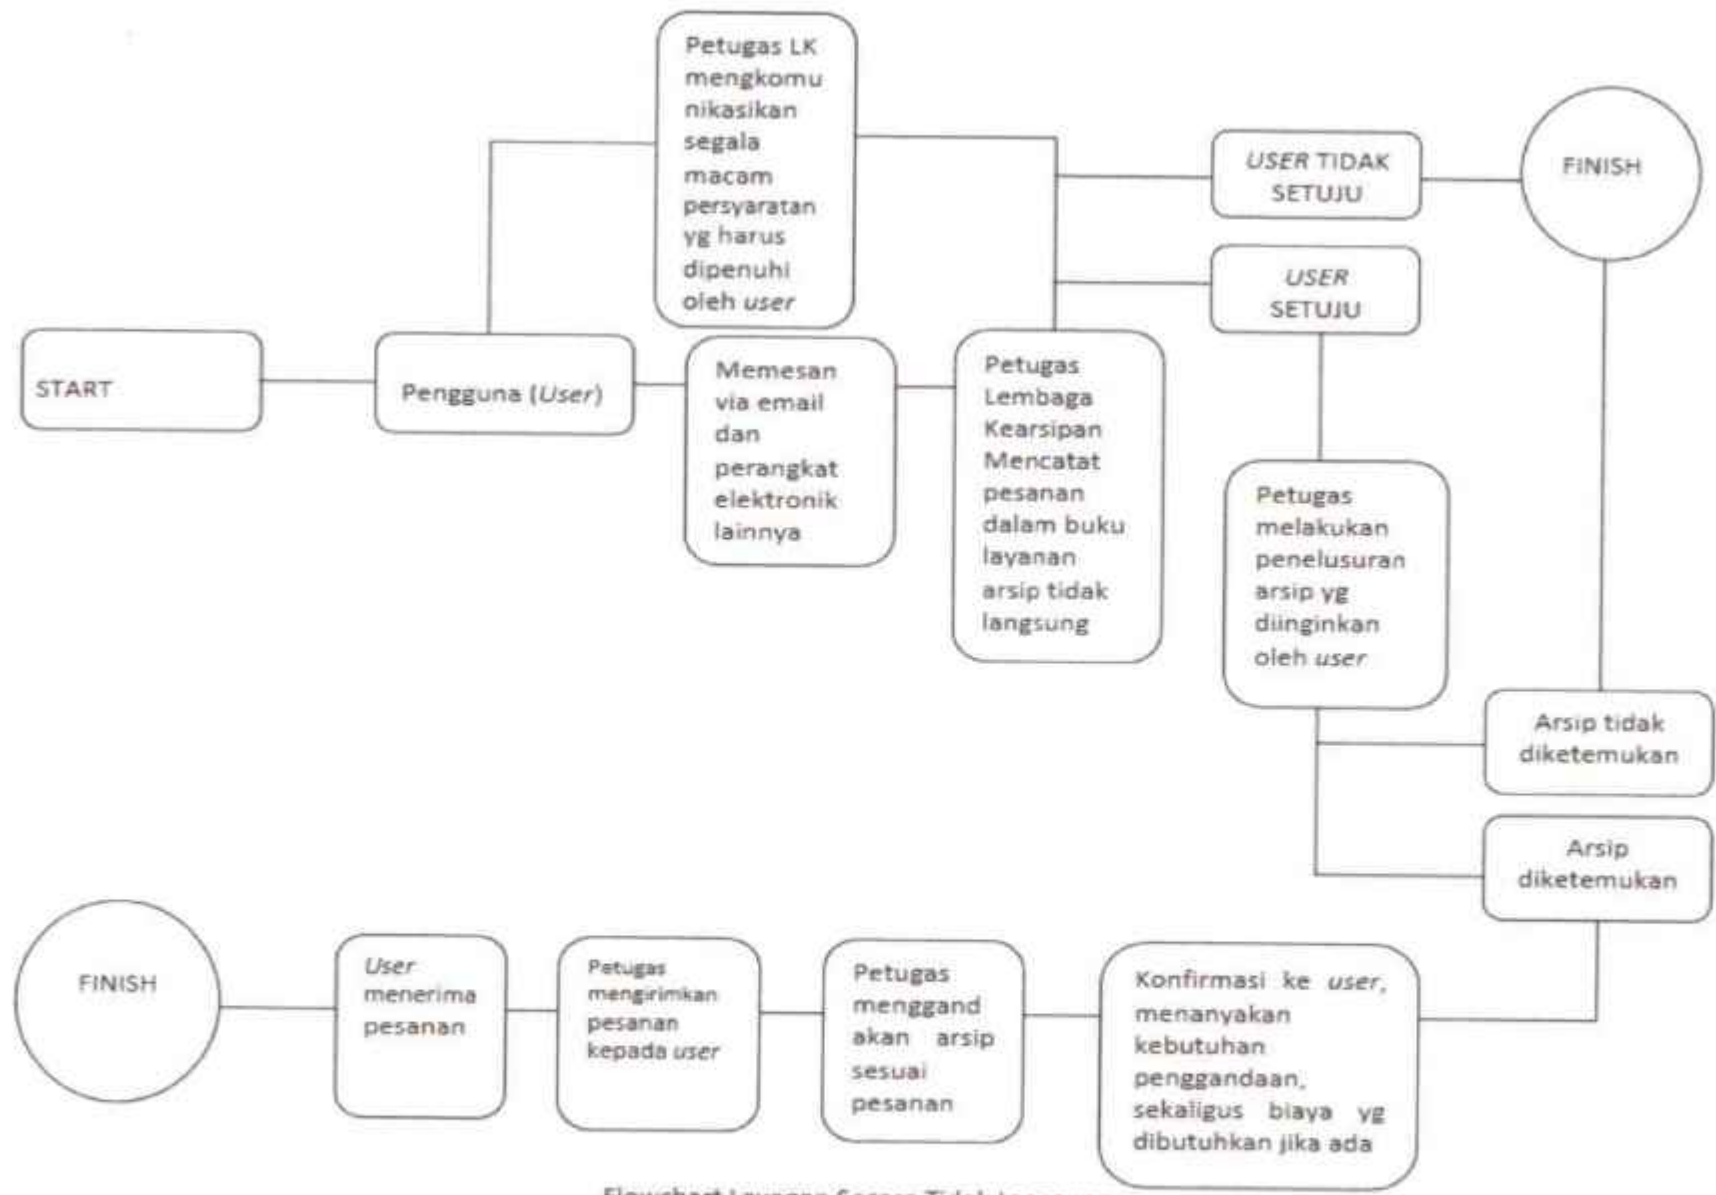 START
Pengguna (User)
Petugas LK
mengkomu
nikasikan
segala
macam
persyaratan
yg harus
dipenuhi
oleh user
Memesan
via email
dan
perangkat
elektronik
lainnya
Petugas
Lembaga
Kearsipan
Mencatat
pesanan
dalam buku
layanan
arsip tidak
langsung
USER TIDAK
SETUJU
FINISH
USER
SETUJU
Petugas
melakukan
penelusuran
arsip yg
diinginkan
oleh user
Arsip tidak
diketemukan
Arsip
diketemukan
Konfirmasi ke user,
menanyakan
kebutuhan
penggandaan,
sekaligus biaya yg
dibutuhkan jika ada
Petugas
menggand
akan arsip
sesuai
pesanan
Petugas
mengirimkan
pesanan
kepada user
User
menerima
pesanan
FINISH
Flowchart Layanan Secara Tidak